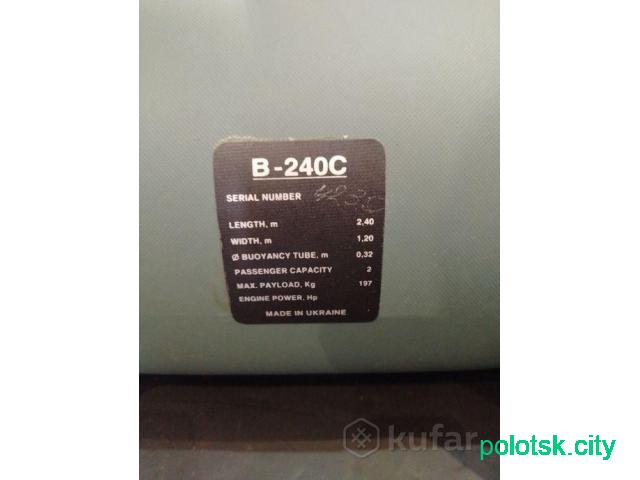 B-240C
SERIAL NUMBER
LENGTH, m 2,40
WIDTH, m 1,20
Ø BUOYANCY TUBE, m 0,32
PASSENGER CAPACITY 2
MAX. PAYLOAD, Kg 197
ENGINE POWER, Hp
MADE IN UKRAINE
kufar
polotsk.city